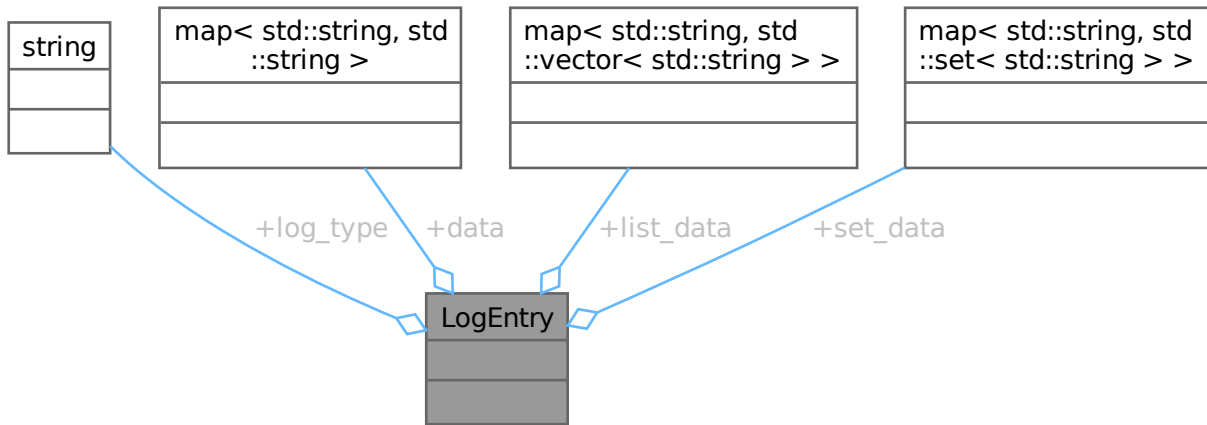 string
map< std::string, std
::string >
map< std::string, std
::vector< std::string > >
map< std::string, std
::set< std::string > >
+log_type
+data
+list_data
+set_data
LogEntry